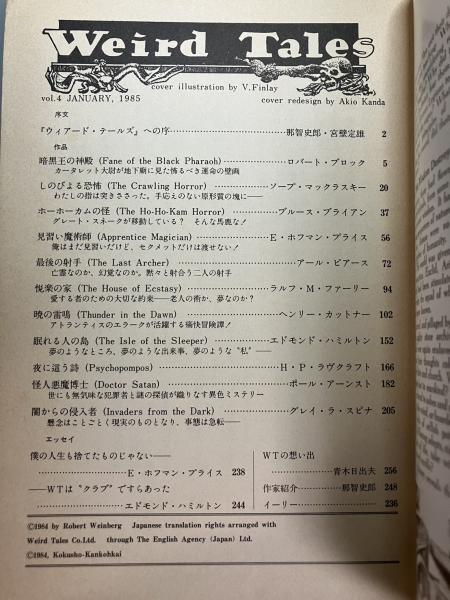 Weird Tales
cover illustration by V.Finlay
vol.4 JANUARY, 1985
cover redesign by Akio Kanda
序文
『ウィアード・テールズ』への序……那智史郎・宮壁定雄 2
作品
暗黒王の神殿 (Fane of the Black Pharaoh)……ロバート・ブロック 5
カータレット大尉が地下廟に見た怖るべき運命の壁画
しのびよる恐怖 (The Crawling Horror)……ソープ・マックラスキー 20
わたしの指は突きささった。手応えのない原形質の塊に――
ホーホーカムの怪 (The Ho-Ho-Kam Horror)……ブルース・ブライアン 37
グレート・スネークが移動している？ そんな馬鹿な！
見習い魔術師 (Apprentice Magician)……E・ホフマン・プライス 56
俺はまだ見習いだけど、セクメットだけは渡せない！
最後の射手 (The Last Archer)……アール・ピアース 72
亡霊なのか、幻覚なのか。黙々と射合う二人の射手
悦楽の家 (The House of Ecstasy)……ラルフ・M・ファーリー 94
愛する者のための大切な約束――老人の術か、夢なのか？
暁の雷鳴 (Thunder in the Dawn)……ヘンリー・カットナー 102
アトランティスのエラークが活躍する痛快冒険譚！
眠れる人の島 (The Isle of the Sleeper)……エドモンド・ハミルトン 152
夢のようなところ、夢のような出来事、夢のような〝私〟――
夜に這う詩 (Psychopompos)……H・P・ラヴクラフト 166
怪人悪魔博士 (Doctor Satan)……ポール・アーンスト 182
世にも無気味な犯罪者と謎の探偵が織りなす異色ミステリー
闇からの侵入者 (Invaders from the Dark)……グレイ・ラ・スピナ 205
懸念はことごとく現実のものとなり、事態は急転――
エッセイ
僕の人生も捨てたものじゃない――
……E・ホフマン・プライス 238
――WTは〝クラブ〟ですらあった
……エドモンド・ハミルトン 244
WTの想い出
……青木日出夫 256
作家紹介……那智史郎 248
イーリー……236
©1964 by Robert Weinberg Japanese translation rights arranged with
Weird Tales Co.Ltd. through The English Agency (Japan) Ltd.
©1984, Kokusho-Kankohkai